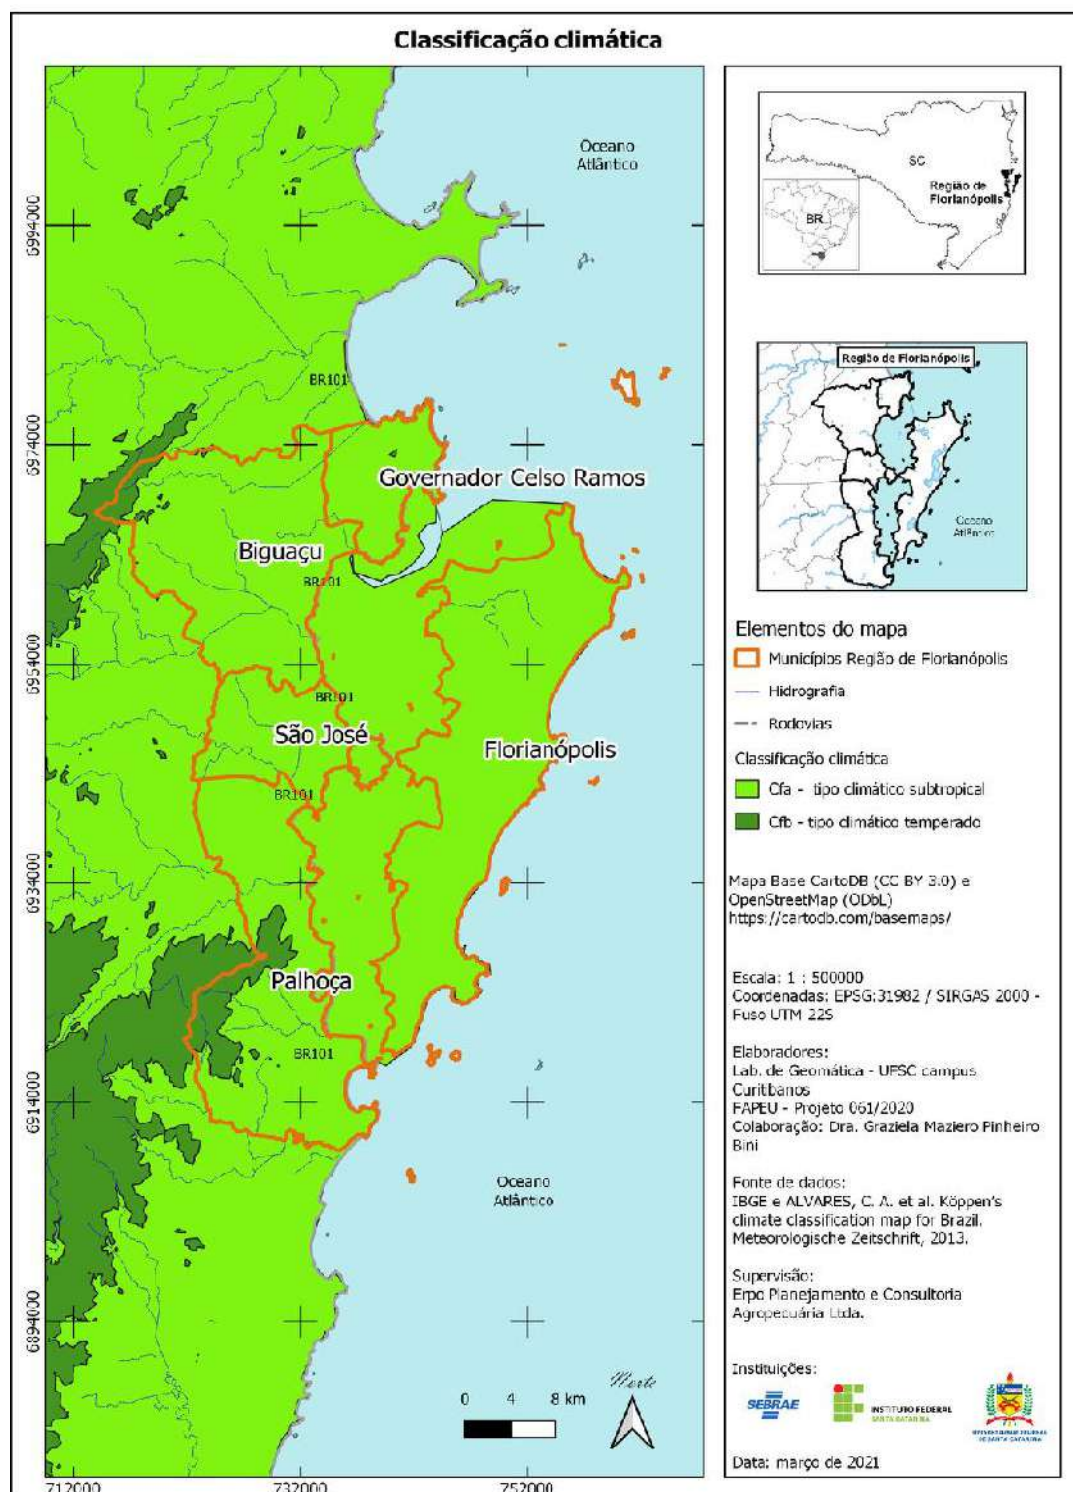 Classificação climática
Oceano
Atlântico
SC
Região de
Florianópolis
BR
Região de Florianópolis
Oceano
Atlântico
6994000
BR101
6974000
Governador Celso Ramos
Biguaçu
BR101
6954000
BR101
São José
Florianópolis
BR101
6934000
Palhoça
BR101
6914000
Oceano
Atlântico
6894000
0 4 8 km
Norte
712000 732000 752000
Elementos do mapa
Municípios Região de Florianópolis
Hidrografia
Rodovias
Classificação climática
Cfa - tipo climático subtropical
Cfb - tipo climático temperado
Mapa Base CartoDB (CC BY 3.0) e
OpenStreetMap (ODbL)
https://cartodb.com/basemaps/
Escala: 1 : 500000
Coordenadas: EPSG:31982 / SIRGAS 2000 -
Fuso UTM 22S
Elaboradores:
Lab. de Geomática - UFSC campus
Curitibanos
FAPEU - Projeto 061/2020
Colaboração: Dra. Graziela Maziero Pinheiro
Bini
Fonte de dados:
IBGE e ALVARES, C. A. et al. Köppen's
climate classification map for Brazil.
Meteorologische Zeitschrift, 2013.
Supervisão:
Erpo Planejamento e Consultoria
Agropecuária Ltda.
Instituições:
SEBRAE
INSTITUTO FEDERAL
SANTA CATARINA
UNIVERSIDADE FEDERAL
DE SANTA CATARINA
Data: março de 2021